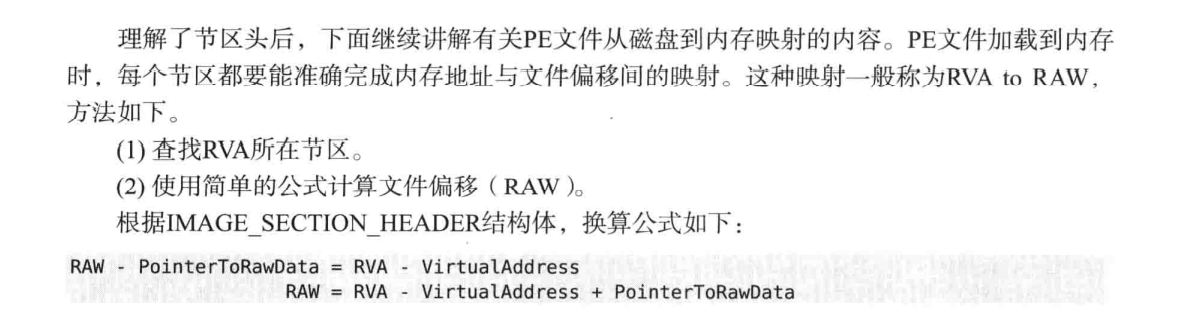 理解了节区头后，下面继续讲解有关PE文件从磁盘到内存映射的内容。PE文件加载到内存
时，每个节区都要能准确完成内存地址与文件偏移间的映射。这种映射一般称为RVA to RAW，
方法如下。
(1) 查找RVA所在节区。
(2) 使用简单的公式计算文件偏移（RAW）。
根据IMAGE_SECTION_HEADER结构体，换算公式如下：
RAW - PointerToRawData = RVA - VirtualAddress
RAW = RVA - VirtualAddress + PointerToRawData